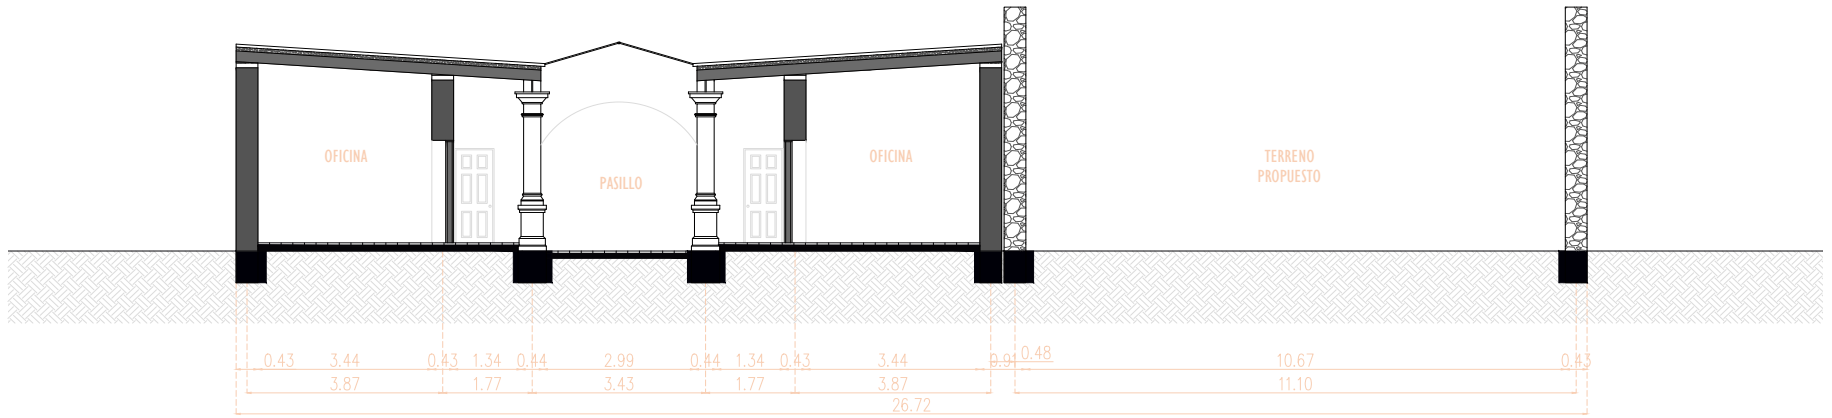 OFICINA
PASILLO
OFICINA
TERRENO
PROPUESTO
0.43 3.44 0.43 1.34 0.44 2.99 0.44 1.34 0.43 3.44 0.91 0.48 10.67 0.43
3.87 1.77 3.43 1.77 3.87 11.10
26.72